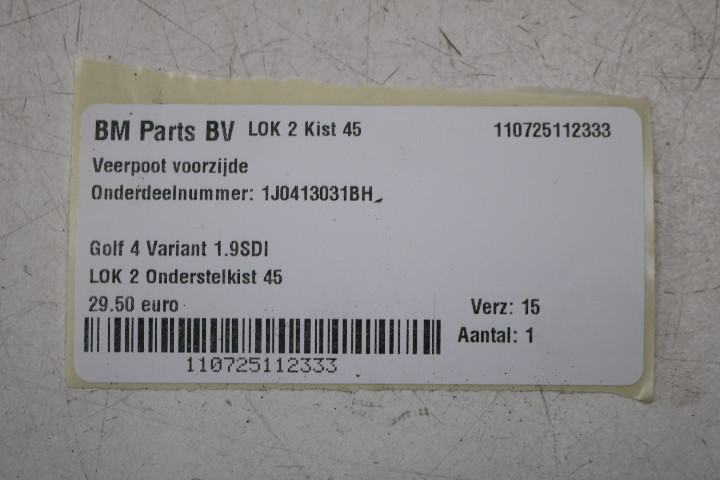 BM Parts BV LOK 2 Kist 45 110725112333
Veerpoot voorzijde
Onderdeelnummer: 1J0413031BH
Golf 4 Variant 1.9SDI
LOK 2 Onderstelkist 45
29.50 euro Verz: 15
Aantal: 1
110725112333